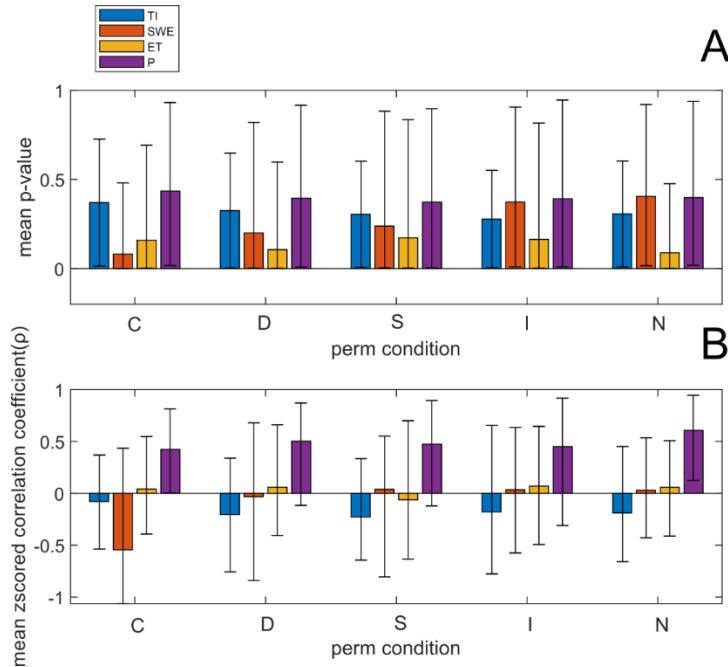 TI
SWE
ET
P
A
1
0.5
0
mean p-value
C D S I N
perm condition
B
1
0.5
0
-0.5
-1
mean zscored correlation coefficient(ρ)
C D S I N
perm condition